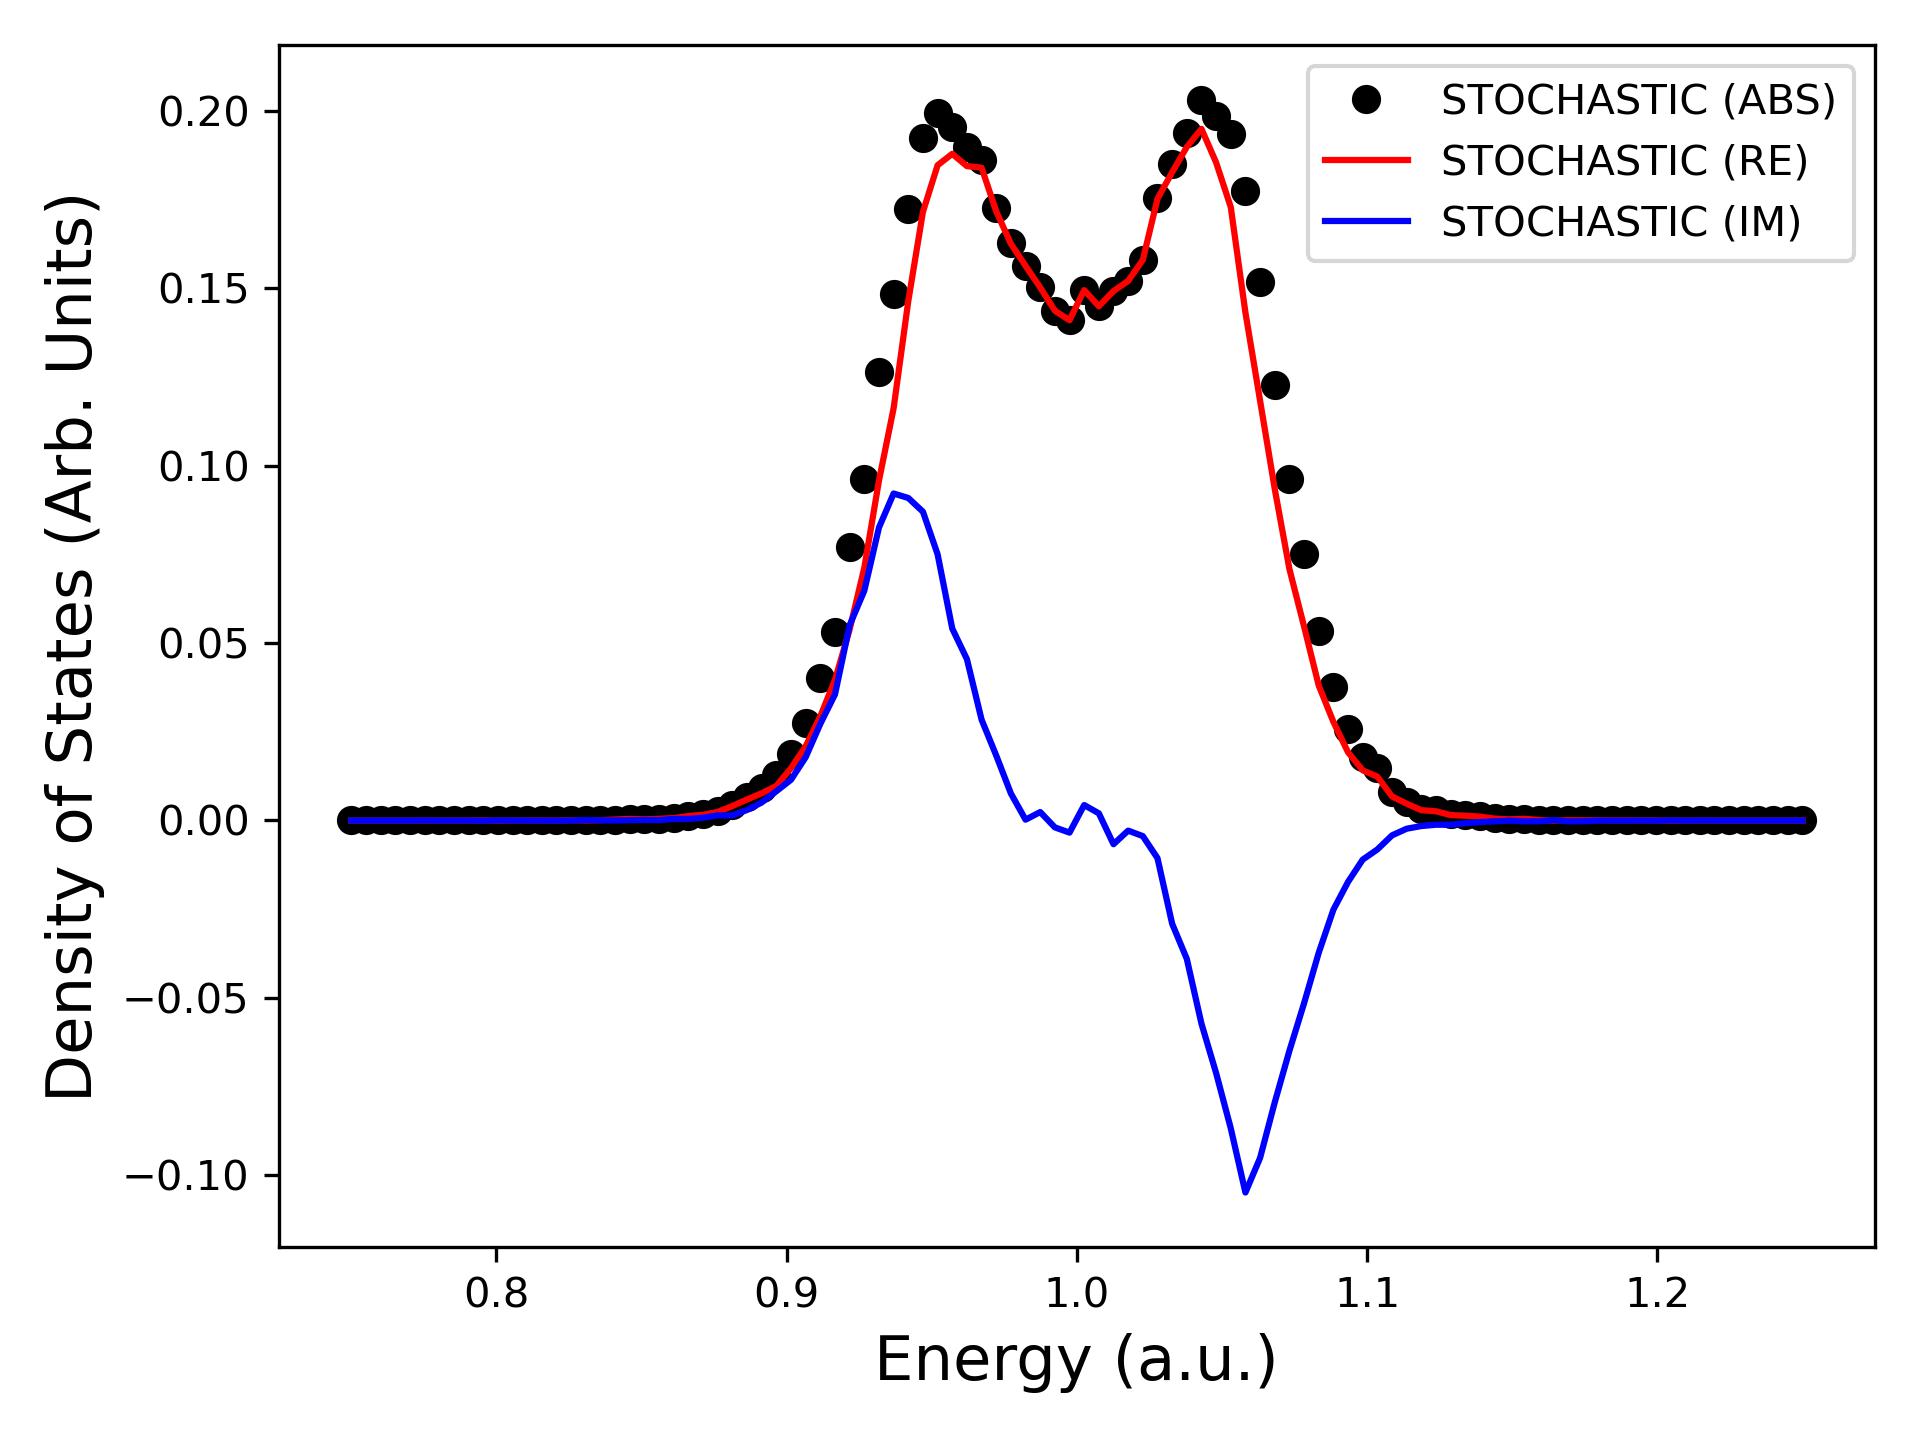 Density of States (Arb. Units)
0.20
0.15
0.10
0.05
0.00
−0.05
−0.10
STOCHASTIC (ABS)
STOCHASTIC (RE)
STOCHASTIC (IM)
0.8
0.9
1.0
1.1
1.2
Energy (a.u.)